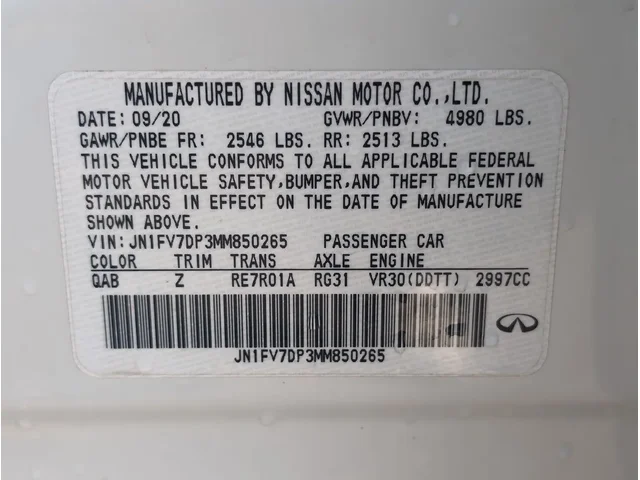 MANUFACTURED BY NISSAN MOTOR CO.,LTD.
DATE: 09/20 GVWR/PNBV: 4980 LBS.
GAWR/PNBE FR: 2546 LBS. RR: 2513 LBS.
THIS VEHICLE CONFORMS TO ALL APPLICABLE FEDERAL
MOTOR VEHICLE SAFETY,BUMPER,AND THEFT PREVENTION
STANDARDS IN EFFECT ON THE DATE OF MANUFACTURE
SHOWN ABOVE.
VIN:JN1FV7DP3MM850265 PASSENGER CAR
COLOR TRIM TRANS AXLE ENGINE
QAB Z RE7R01A RG31 VR30(DDTT) 2997CC
JN1FV7DP3MM850265